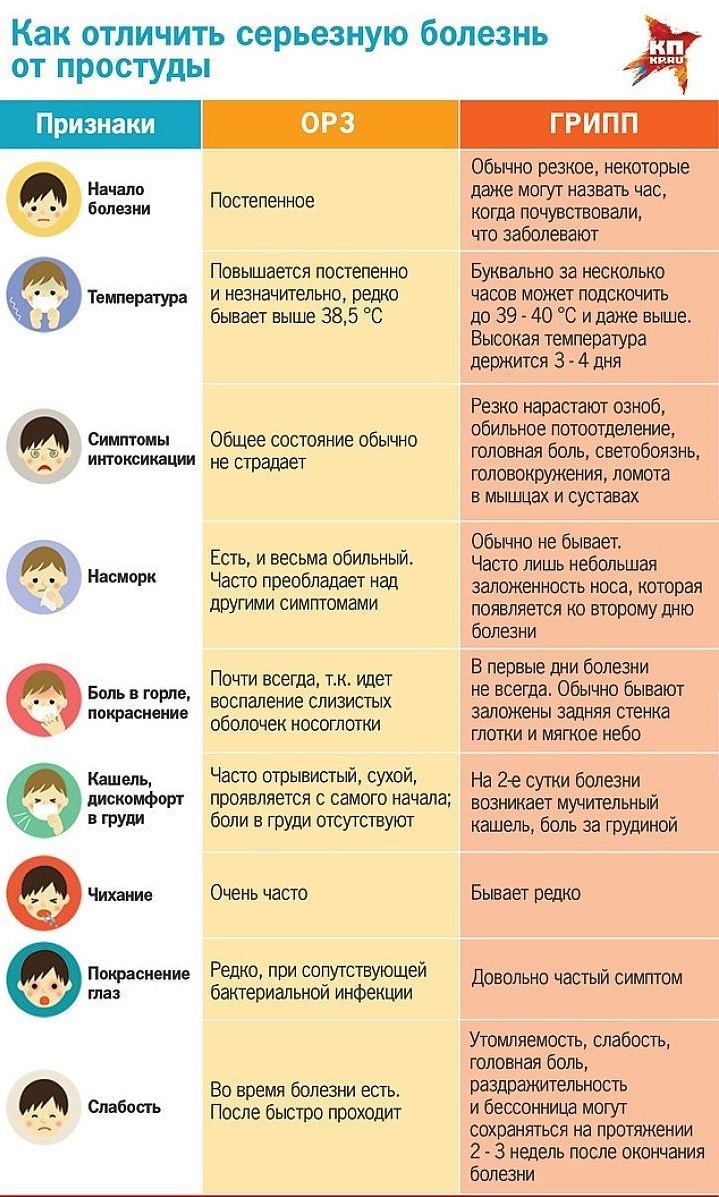 Как отличить серьезную болезнь
от простуды
КП
KP.RU
Признаки
ОРЗ
ГРИПП
Начало
болезни
Постепенное
Обычно резкое, некоторые
даже могут назвать час,
когда почувствовали,
что заболевают
Температура
Повышается постепенно
и незначительно, редко
бывает выше 38,5 °С
Буквально за несколько
часов может подскочить
до 39 - 40 °С и даже выше.
Высокая температура
держится 3 - 4 дня
Симптомы
интоксикации
Общее состояние обычно
не страдает
Резко нарастают озноб,
обильное потоотделение,
головная боль, светобоязнь,
головокружения, ломота
в мышцах и суставах
Насморк
Есть, и весьма обильный.
Часто преобладает над
другими симптомами
Обычно не бывает.
Часто лишь небольшая
заложенность носа, которая
появляется ко второму дню
болезни
Боль в горле,
покраснение
Почти всегда, т.к. идет
воспаление слизистых
оболочек носоглотки
В первые дни болезни
не всегда. Обычно бывают
заложены задняя стенка
глотки и мягкое небо
Кашель,
дискомфорт
в груди
Часто отрывистый, сухой,
проявляется с самого начала;
боли в груди отсутствуют
На 2-е сутки болезни
возникает мучительный
кашель, боль за грудиной
Чихание
Очень часто
Бывает редко
Покраснение
глаз
Редко, при сопутствующей
бактериальной инфекции
Довольно частый симптом
Слабость
Во время болезни есть.
После быстро проходит
Утомляемость, слабость,
головная боль,
раздражительность
и бессонница могут
сохраняться на протяжении
2 - 3 недель после окончания
болезни